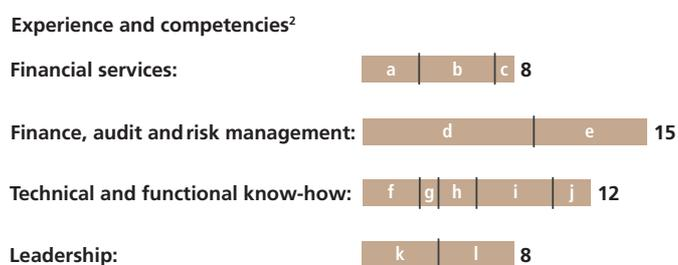 Experience and competencies²
Financial services: a b c 8
Finance, audit and risk management: d e 15
Technical and functional know-how: f g h i j 12
Leadership: k l 8